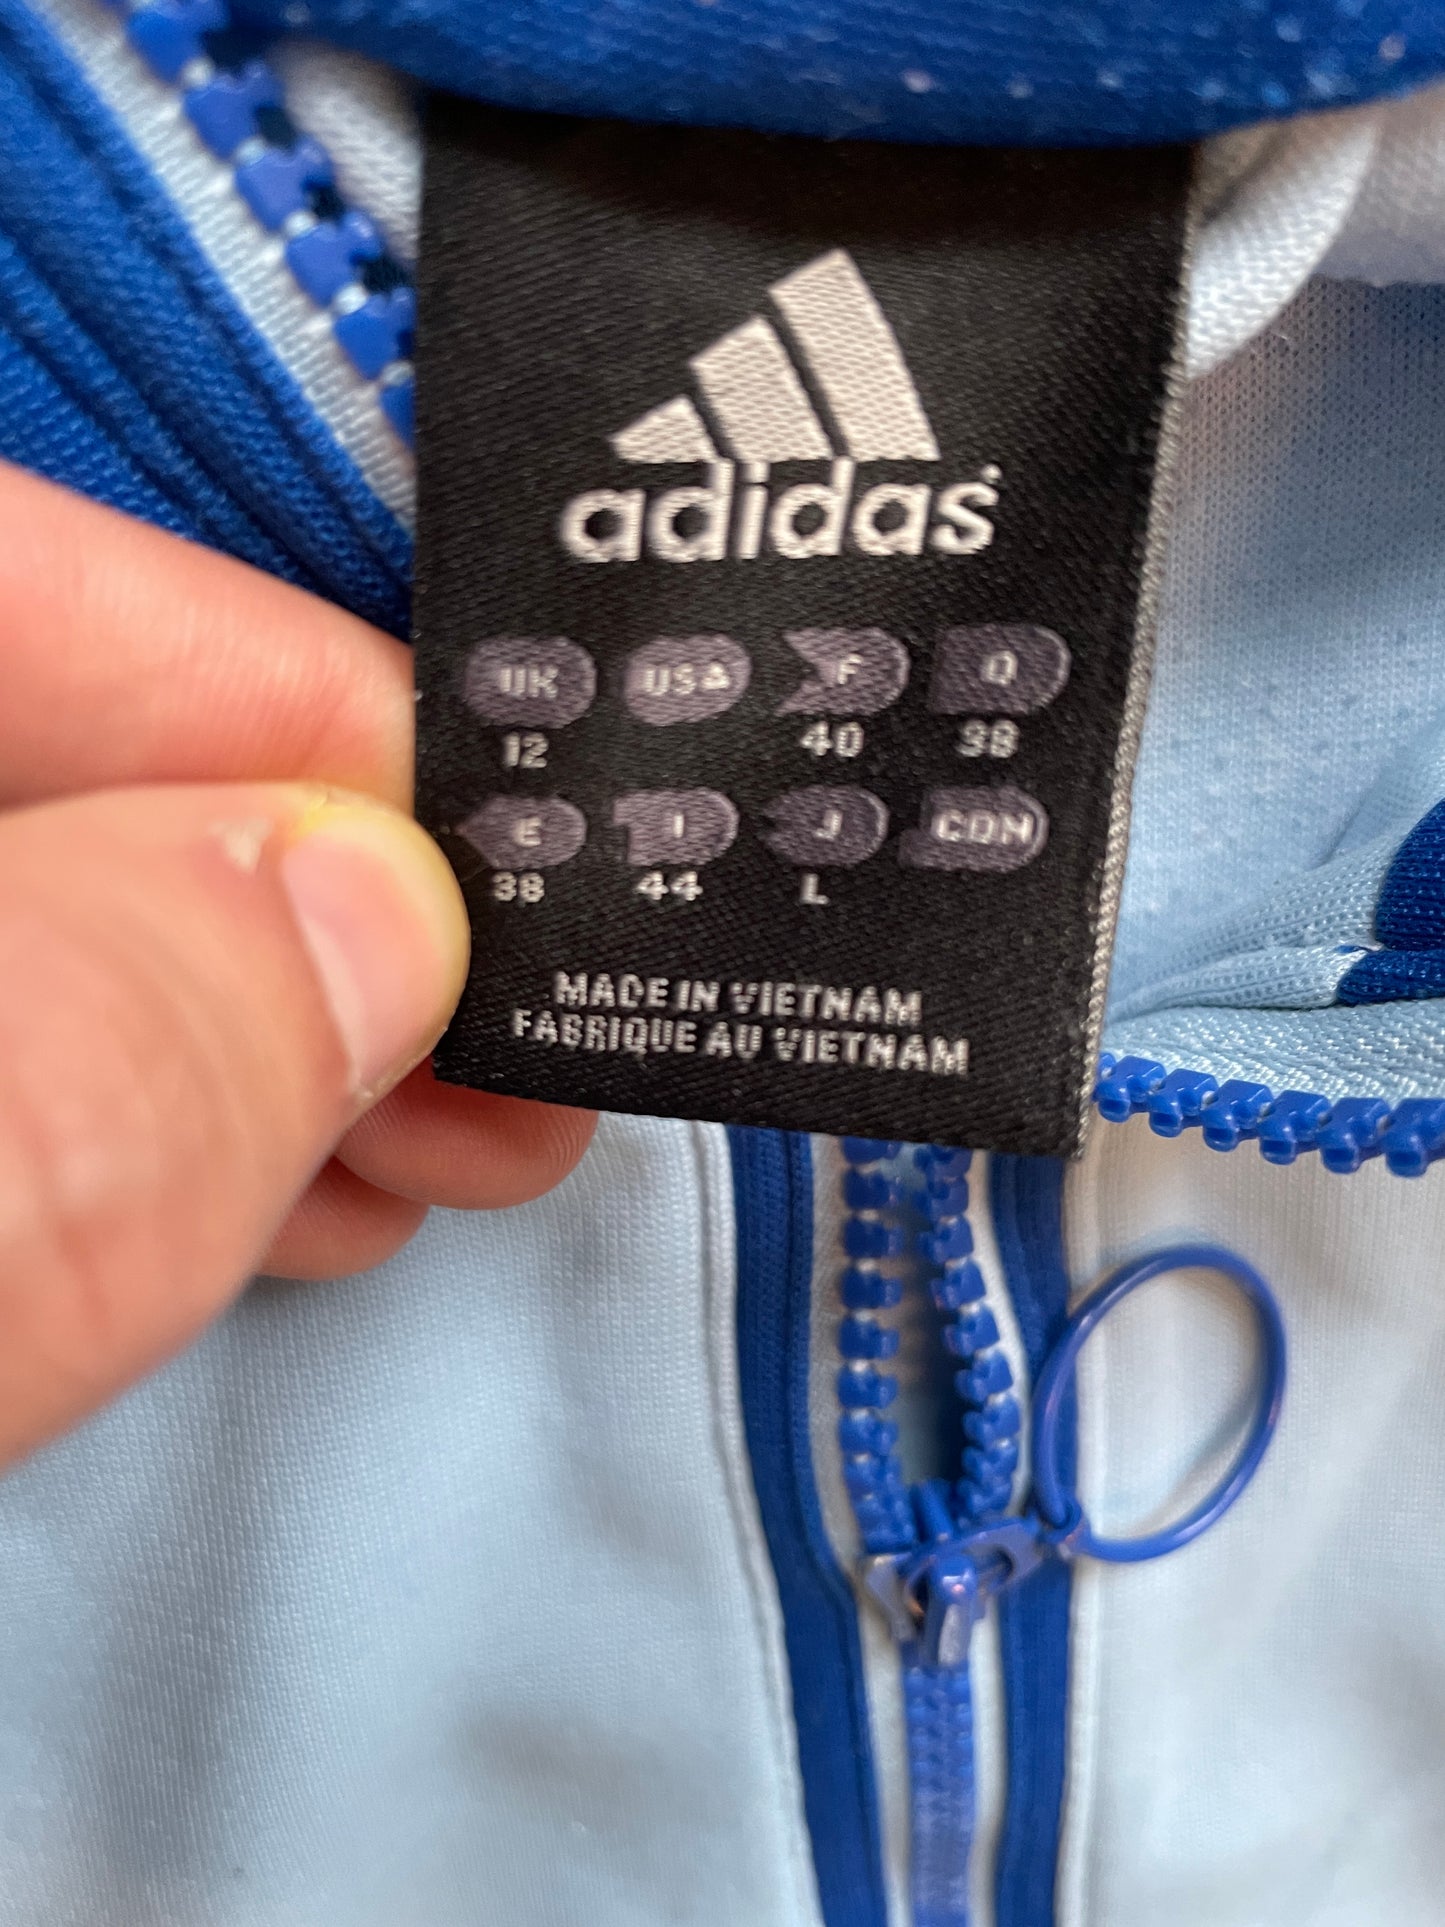 adidas
UK USA F D
12 40 38
E I J CDN
38 44 L
MADE IN VIETNAM
FABRIQUE AU VIETNAM